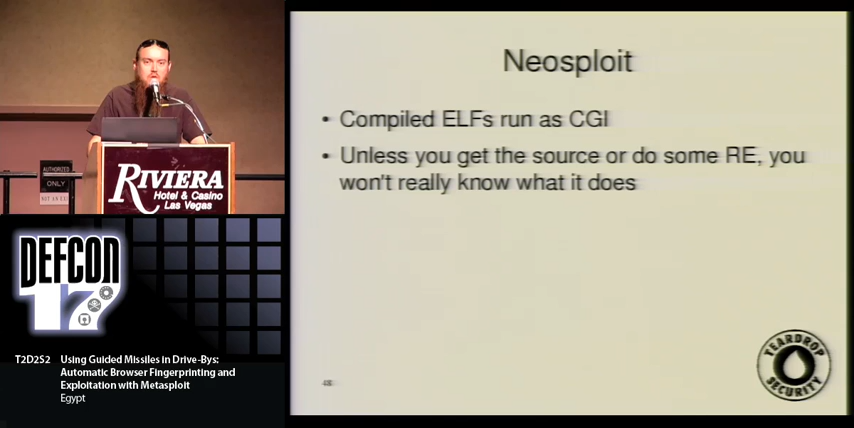 Neosploit
• Compiled ELFs run as CGI
• Unless you get the source or do some RE, you
won't really know what it does
48
TEARDROP
SECURITY
AUTHORIZED
ONLY
RIVIERA
Hotel & Casino
Las Vegas
DEFCON
17
T2D2S2 Using Guided Missiles in Drive-Bys:
Automatic Browser Fingerprinting and
Exploitation with Metasploit
Egypt